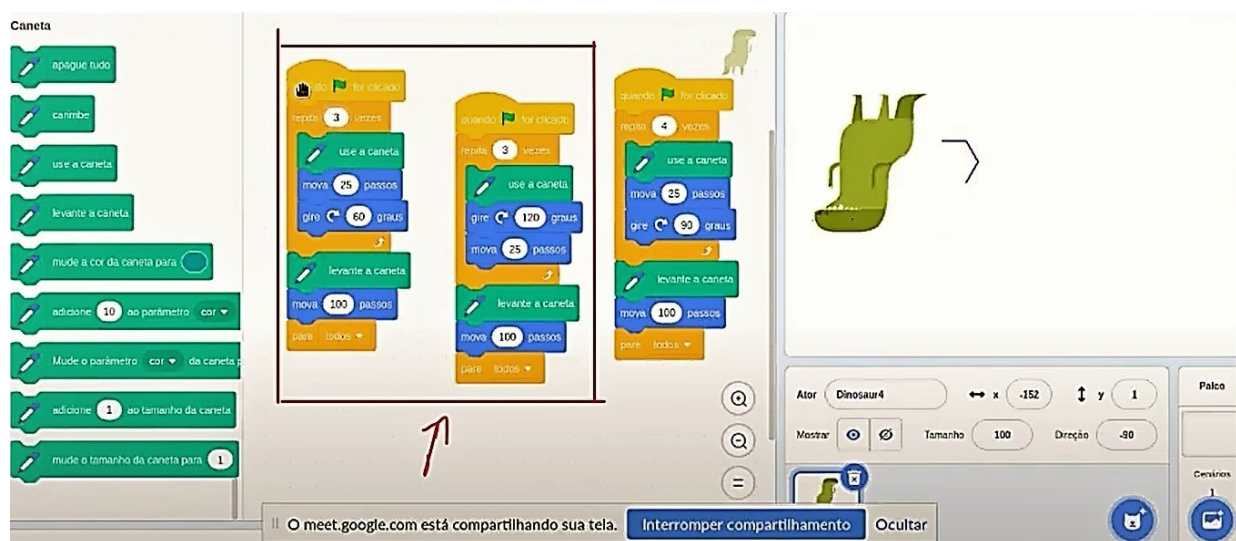 Caneta
apague tudo
carimbe
use a caneta
levante a caneta
mude a cor da caneta para
adicione 10 ao parâmetro cor
Mude o parâmetro cor da caneta p
adicione 1 ao tamanho da caneta
mude o tamanho da caneta para 1
do for clicado
repita 3 vezes
use a caneta
mova 25 passos
gire 60 graus
levante a caneta
mova 100 passos
pare todos
quando for clicado
repita 3 vezes
use a caneta
gire 120 graus
mova 25 passos
levante a caneta
mova 100 passos
pare todos
quando for clicado
repita 4 vezes
use a caneta
mova 25 passos
gire 90 graus
levante a caneta
mova 100 passos
pare todos
Ator Dinosaur4 x -152 y 1
Mostrar Tamanho 100 Direção -90
Palco
Cenários
1
O meet.google.com está compartilhando sua tela. Interromper compartilhamento Ocultar